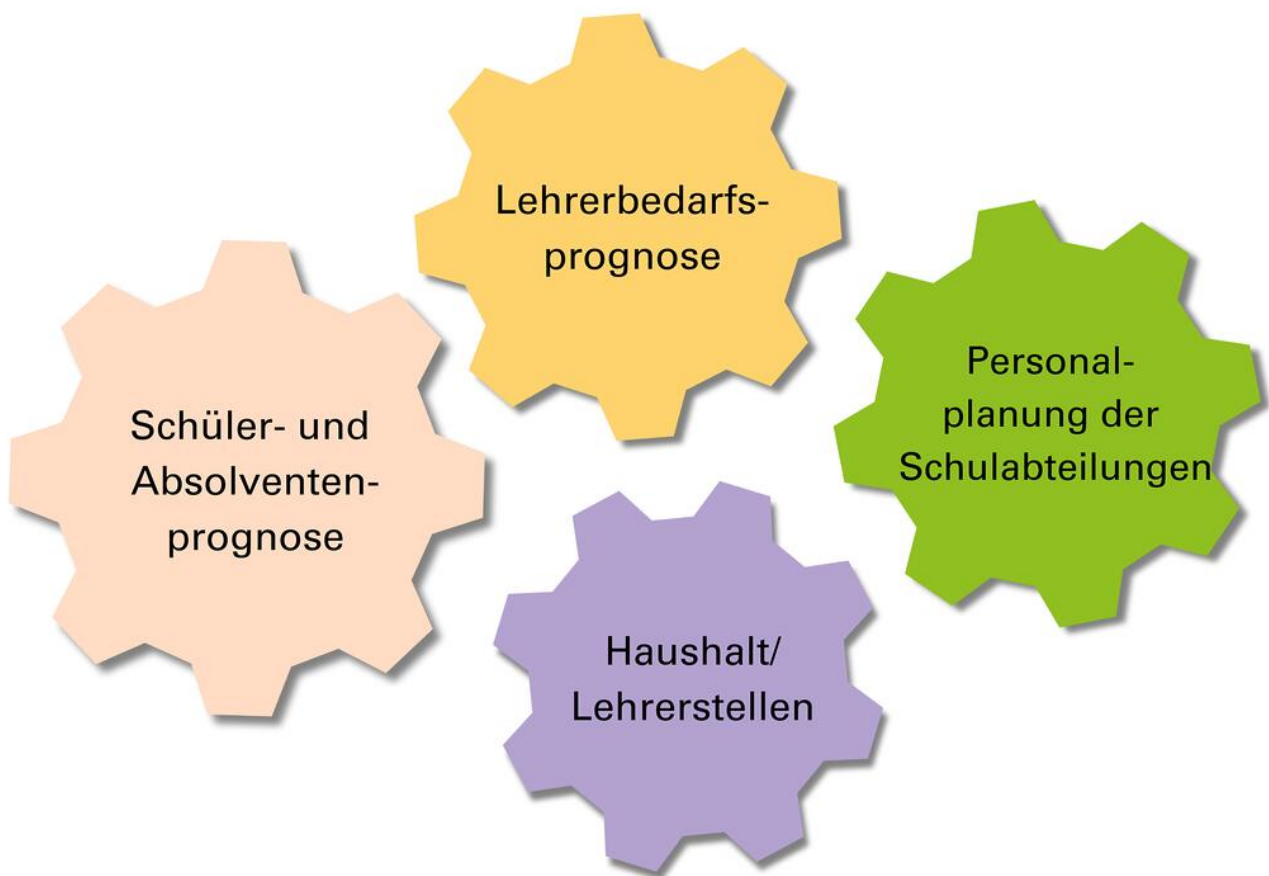 Lehrerbedarfs-
prognose
Schüler- und
Absolventen-
prognose
Personal-
planung der
Schulabteilungen
Haushalt/
Lehrerstellen